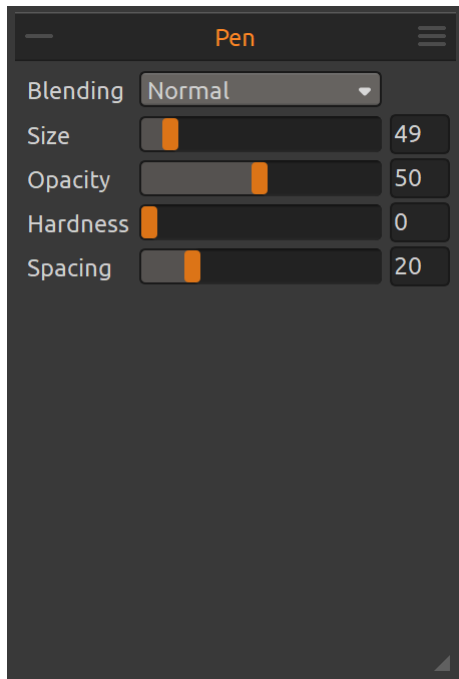 Pen
Blending Normal
Size 49
Opacity 50
Hardness 0
Spacing 20